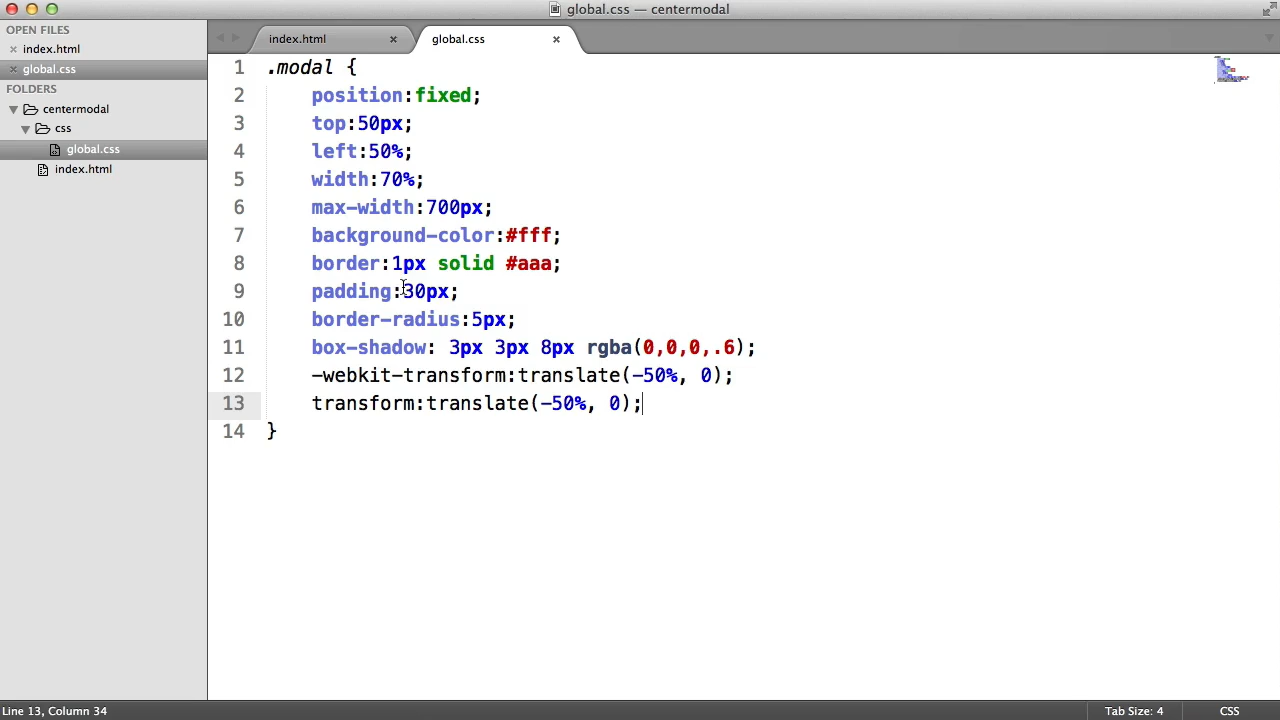 global.css — centermodal
OPEN FILES
index.html
global.css
FOLDERS
centermodal
css
global.css
index.html
index.html
global.css
1 .modal {
2 position:fixed;
3 top:50px;
4 left:50%;
5 width:70%;
6 max-width:700px;
7 background-color:#fff;
8 border:1px solid #aaa;
9 padding:30px;
10 border-radius:5px;
11 box-shadow: 3px 3px 8px rgba(0,0,0,.6);
12 -webkit-transform:translate(-50%, 0);
13 transform:translate(-50%, 0);
14 }
Line 13, Column 34
Tab Size: 4
CSS